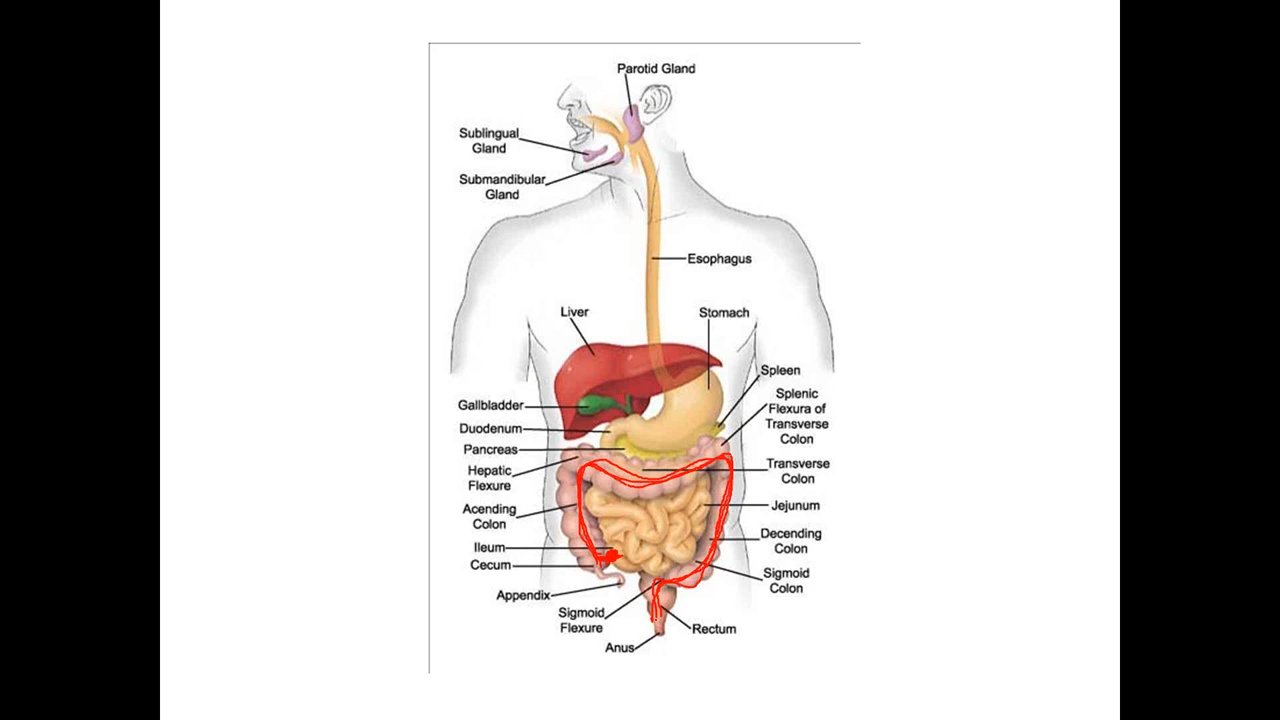 Parotid Gland
Sublingual
Gland
Submandibular
Gland
Esophagus
Liver
Stomach
Spleen
Splenic
Flexura of
Transverse
Colon
Gallbladder
Duodenum
Pancreas
Hepatic
Flexure
Transverse
Colon
Acending
Colon
Jejunum
Ileum
Decending
Colon
Cecum
Sigmoid
Colon
Appendix
Sigmoid
Flexure
Rectum
Anus